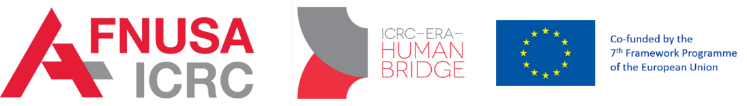 FNUSA
ICRC
ICRC–ERA–
HUMAN
BRIDGE
Co-funded by the
7th Framework Programme
of the European Union